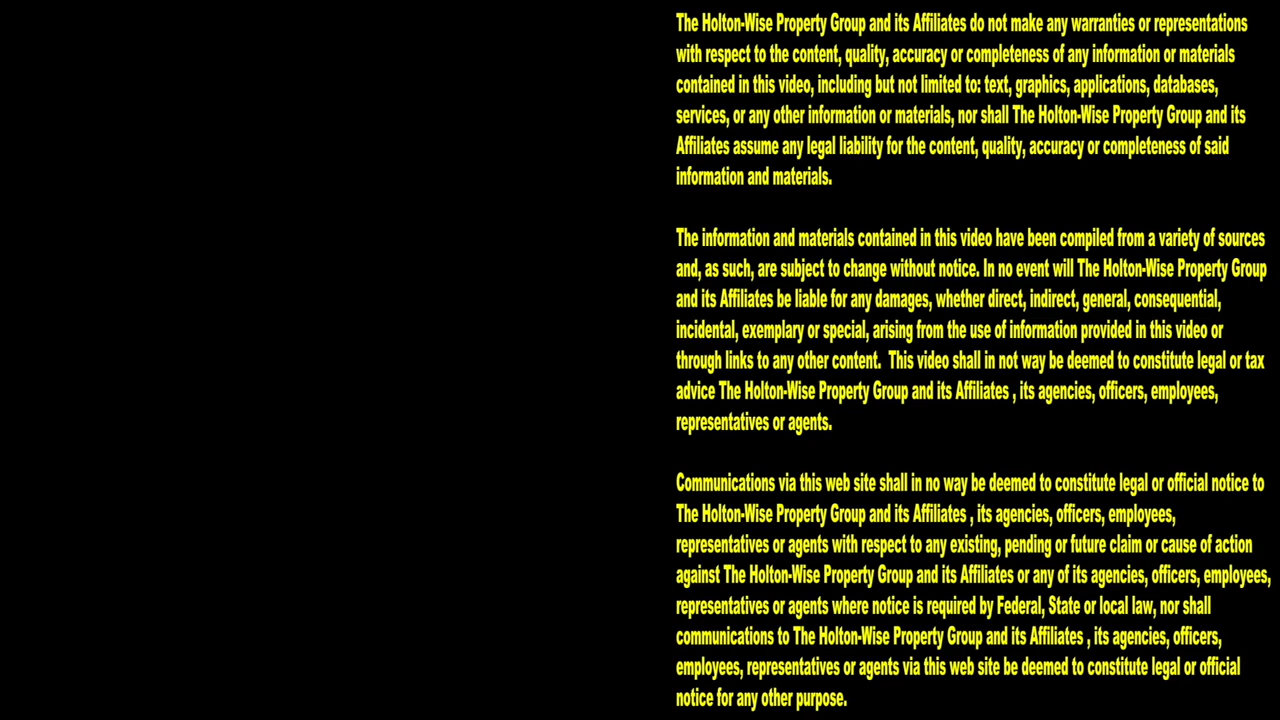 The Holton-Wise Property Group and its Affiliates do not make any warranties or representations
with respect to the content, quality, accuracy or completeness of any information or materials
contained in this video, including but not limited to: text, graphics, applications, databases,
services, or any other information or materials, nor shall The Holton-Wise Property Group and its
Affiliates assume any legal liability for the content, quality, accuracy or completeness of said
information and materials.

The information and materials contained in this video have been compiled from a variety of sources
and, as such, are subject to change without notice. In no event will The Holton-Wise Property Group
and its Affiliates be liable for any damages, whether direct, indirect, general, consequential,
incidental, exemplary or special, arising from the use of information provided in this video or
through links to any other content.  This video shall in not way be deemed to constitute legal or tax
advice The Holton-Wise Property Group and its Affiliates , its agencies, officers, employees,
representatives or agents.

Communications via this web site shall in no way be deemed to constitute legal or official notice to
The Holton-Wise Property Group and its Affiliates , its agencies, officers, employees,
representatives or agents with respect to any existing, pending or future claim or cause of action
against The Holton-Wise Property Group and its Affiliates or any of its agencies, officers, employees,
representatives or agents where notice is required by Federal, State or local law, nor shall
communications to The Holton-Wise Property Group and its Affiliates , its agencies, officers,
employees, representatives or agents via this web site be deemed to constitute legal or official
notice for any other purpose.